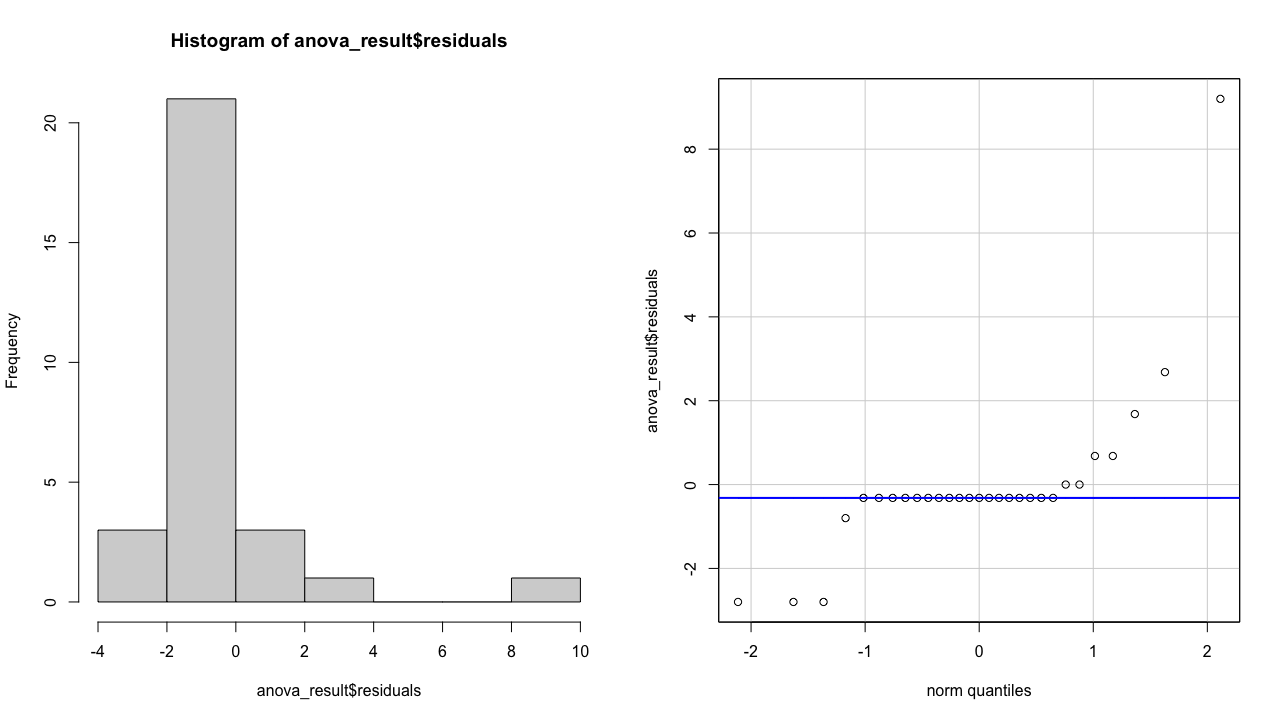 Histogram of anova_result$residuals
Frequency
0 5 10 15 20
-4 -2 0 2 4 6 8 10
anova_result$residuals
anova_result$residuals
-2 0 2 4 6 8
-2 -1 0 1 2
norm quantiles